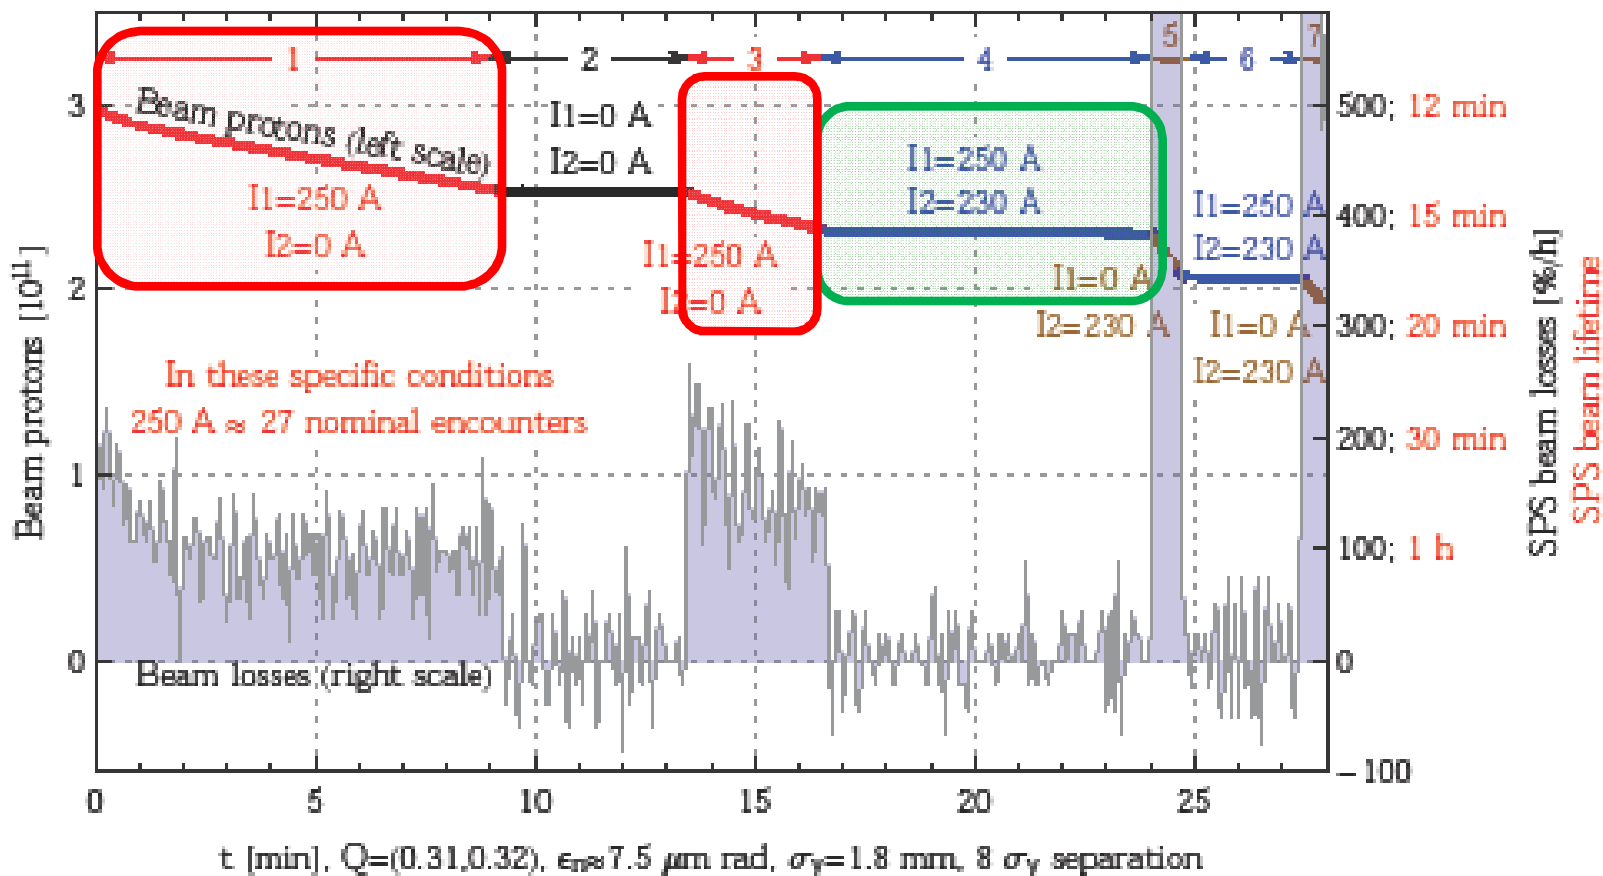 1
2
3
4
5
6
7
Beam protons (left scale)
I1=250 A
I2=0 A
I1=0 A
I2=0 A
I1=250 A
I2=0 A
I1=250 A
I2=230 A
I1=0 A
I2=230 A
I1=250 A
I2=230 A
I1=0 A
I2=230 A
In these specific conditions
250 A ≈ 27 nominal encounters
Beam losses (right scale)
3
2
1
0
Beam protons [10¹¹]
500; 12 min
400; 15 min
300; 20 min
200; 30 min
100; 1 h
0
−100
SPS beam losses [%/h]
SPS beam lifetime
0
5
10
15
20
25
t [min], Q=(0.31,0.32), εₙ≈7.5 μm rad, σᵧ=1.8 mm, 8 σᵧ separation